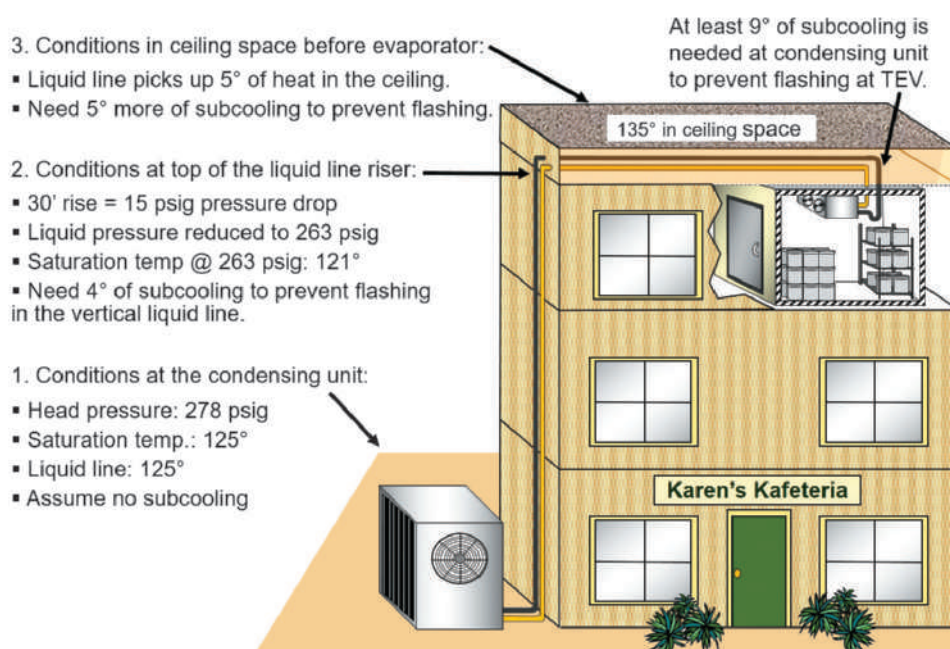 3. Conditions in ceiling space before evaporator:
▪ Liquid line picks up 5° of heat in the ceiling.
▪ Need 5° more of subcooling to prevent flashing.
At least 9° of subcooling is
needed at condensing unit
to prevent flashing at TEV.
135° in ceiling space
2. Conditions at top of the liquid line riser:
▪ 30' rise = 15 psig pressure drop
▪ Liquid pressure reduced to 263 psig
▪ Saturation temp @ 263 psig: 121°
▪ Need 4° of subcooling to prevent flashing
in the vertical liquid line.
1. Conditions at the condensing unit:
▪ Head pressure: 278 psig
▪ Saturation temp.: 125°
▪ Liquid line: 125°
▪ Assume no subcooling
Karen's Kafeteria